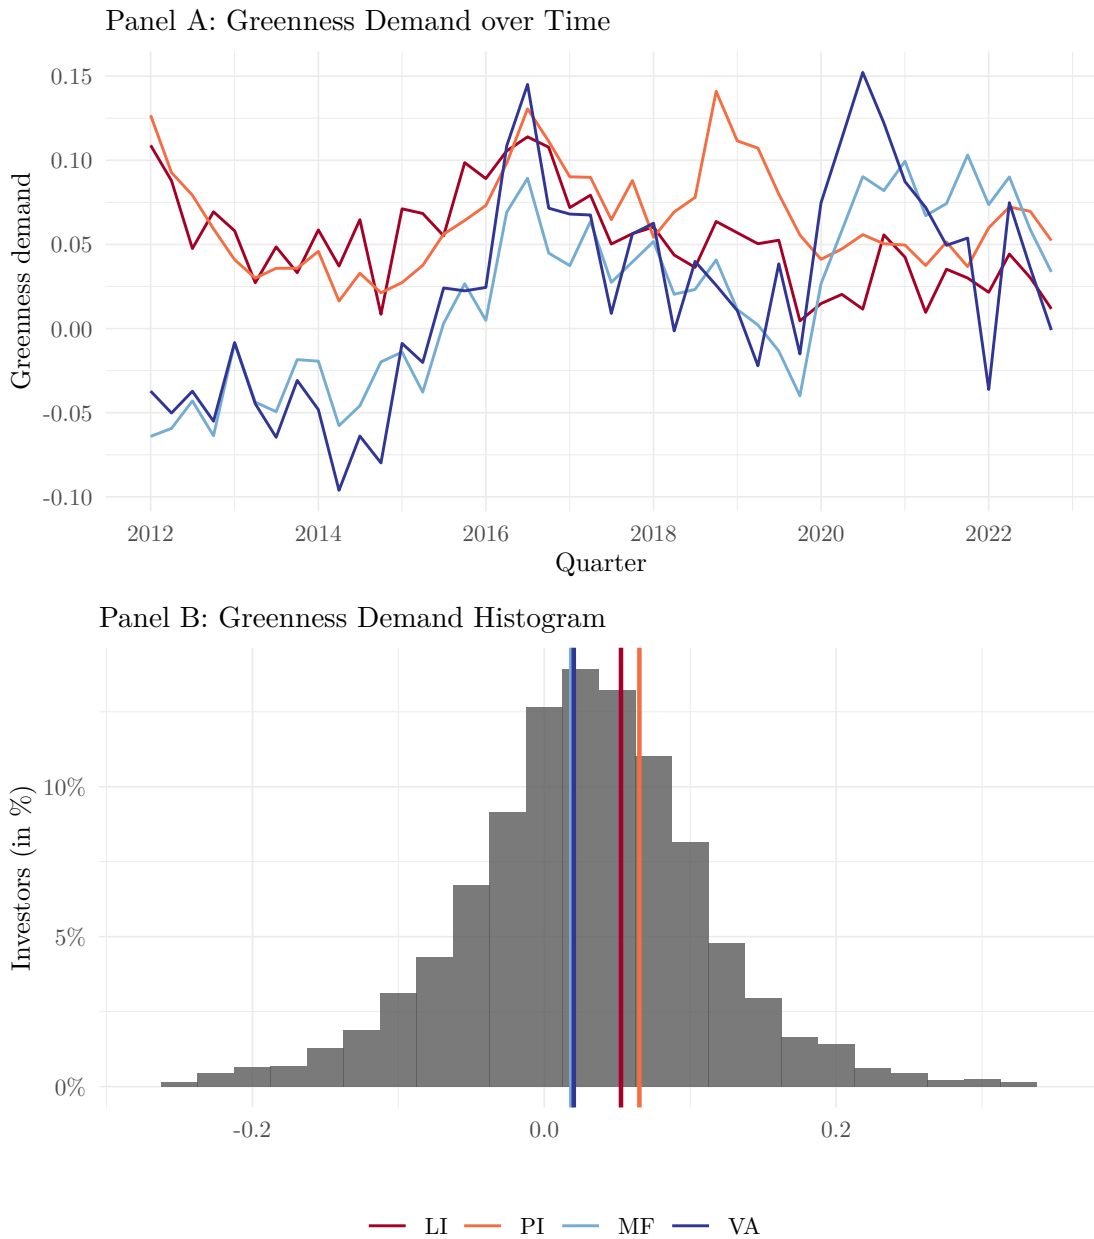 Panel A: Greenness Demand over Time
Greenness demand
0.15
0.10
0.05
0.00
-0.05
-0.10
2012 2014 2016 2018 2020 2022
Quarter
Panel B: Greenness Demand Histogram
Investors (in %)
10%
5%
0%
-0.2 0.0 0.2
LI PI MF VA